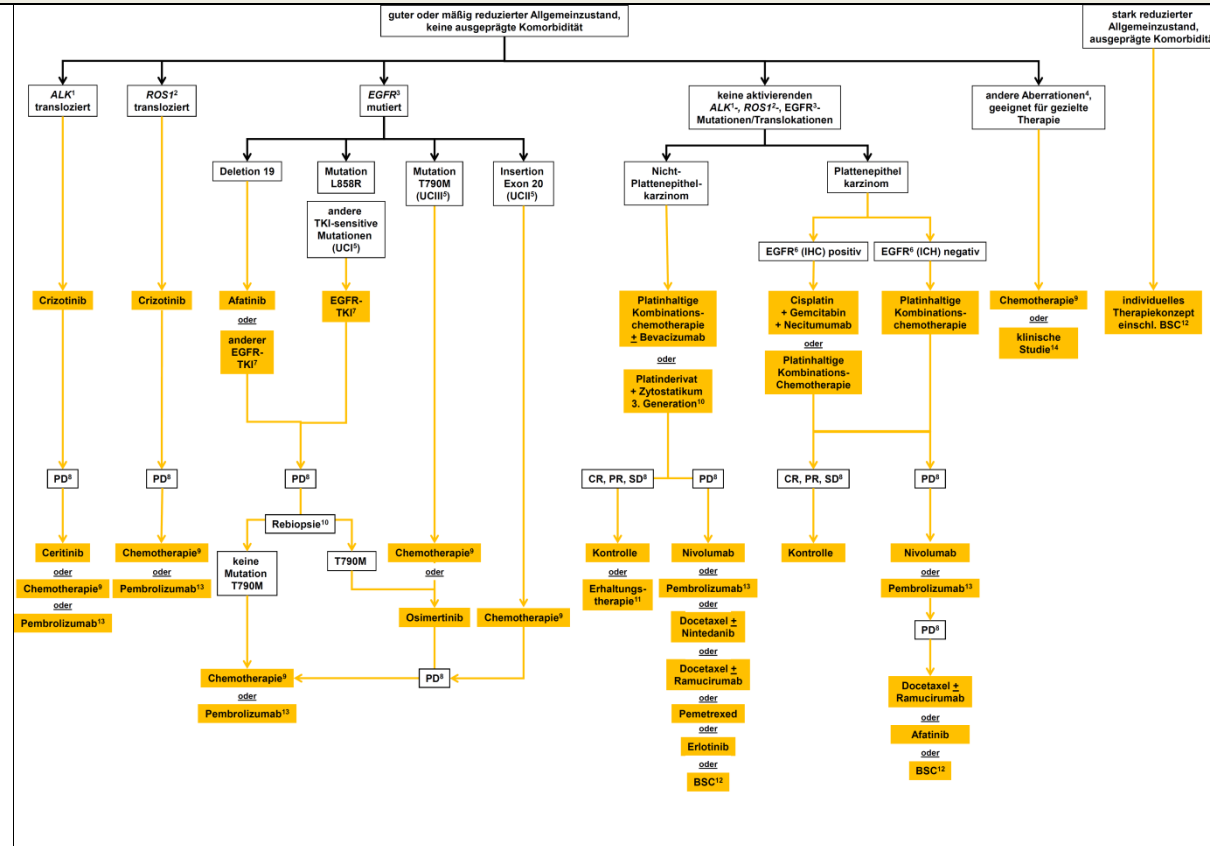 guter oder mäßig reduzierter Allgemeinzustand,
keine ausgeprägte Komorbidität
stark reduzierter
Allgemeinzustand,
ausgeprägte Komorbidität
ALK¹
transloziert
ROS1²
transloziert
EGFR³
mutiert
keine aktivierenden
ALK¹-, ROS1²-, EGFR³-
Mutationen/Translokationen
andere Aberrationen⁴,
geeignet für gezielte
Therapie
Deletion 19
Mutation
L858R
Mutation
T790M
(UCIII⁵)
Insertion
Exon 20
(UCII⁵)
Nicht-
Plattenepithel-
karzinom
Plattenepithel
karzinom
andere
TKI-sensitive
Mutationen
(UCI⁵)
EGFR⁶ (IHC) positiv
EGFR⁶ (ICH) negativ
Crizotinib
Crizotinib
Afatinib
oder
anderer
EGFR-
TKI⁷
EGFR-
TKI⁷
Platinhaltige
Kombinations-
chemotherapie
± Bevacizumab
oder
Platinderivat
+ Zytostatikum
3. Generation¹⁰
Cisplatin
+ Gemcitabin
+ Necitumumab
oder
Platinhaltige
Kombinations-
Chemotherapie
Platinhaltige
Kombinations-
chemotherapie
Chemotherapie⁹
oder
klinische
Studie¹⁴
individuelles
Therapiekonzept
einschl. BSC¹²
PD⁸
PD⁸
PD⁸
CR, PR, SD⁸
PD⁸
CR, PR, SD⁸
PD⁸
Rebiopsie¹⁰
Ceritinib
oder
Chemotherapie⁹
oder
Pembrolizumab¹³
Chemotherapie⁹
oder
Pembrolizumab¹³
keine
Mutation
T790M
T790M
Chemotherapie⁹
oder
Osimertinib
Chemotherapie⁹
PD⁸
Chemotherapie⁹
oder
Pembrolizumab¹³
Kontrolle
oder
Erhaltungs-
therapie¹¹
Nivolumab
oder
Pembrolizumab¹³
oder
Docetaxel ±
Nintedanib
oder
Docetaxel ±
Ramucirumab
oder
Pemetrexed
oder
Erlotinib
oder
BSC¹²
Kontrolle
Nivolumab
oder
Pembrolizumab¹³
PD⁸
Docetaxel ±
Ramucirumab
oder
Afatinib
oder
BSC¹²